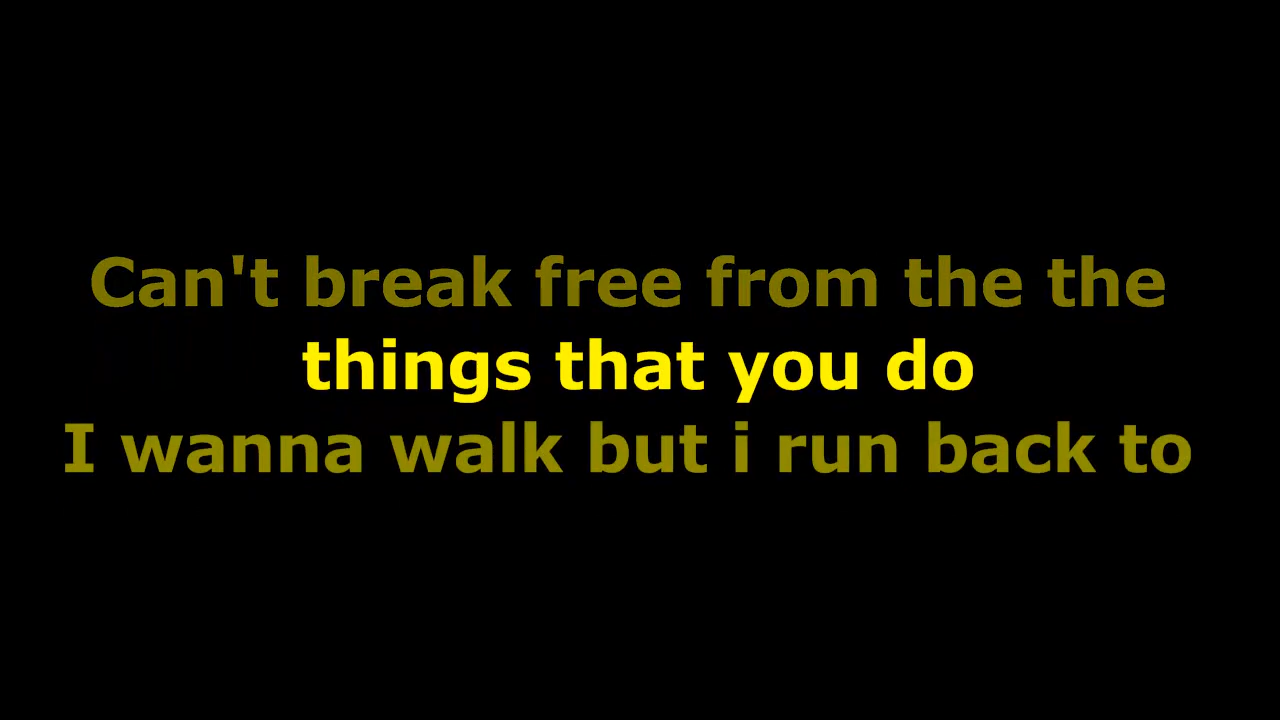 Can't break free from the the
things that you do
I wanna walk but i run back to